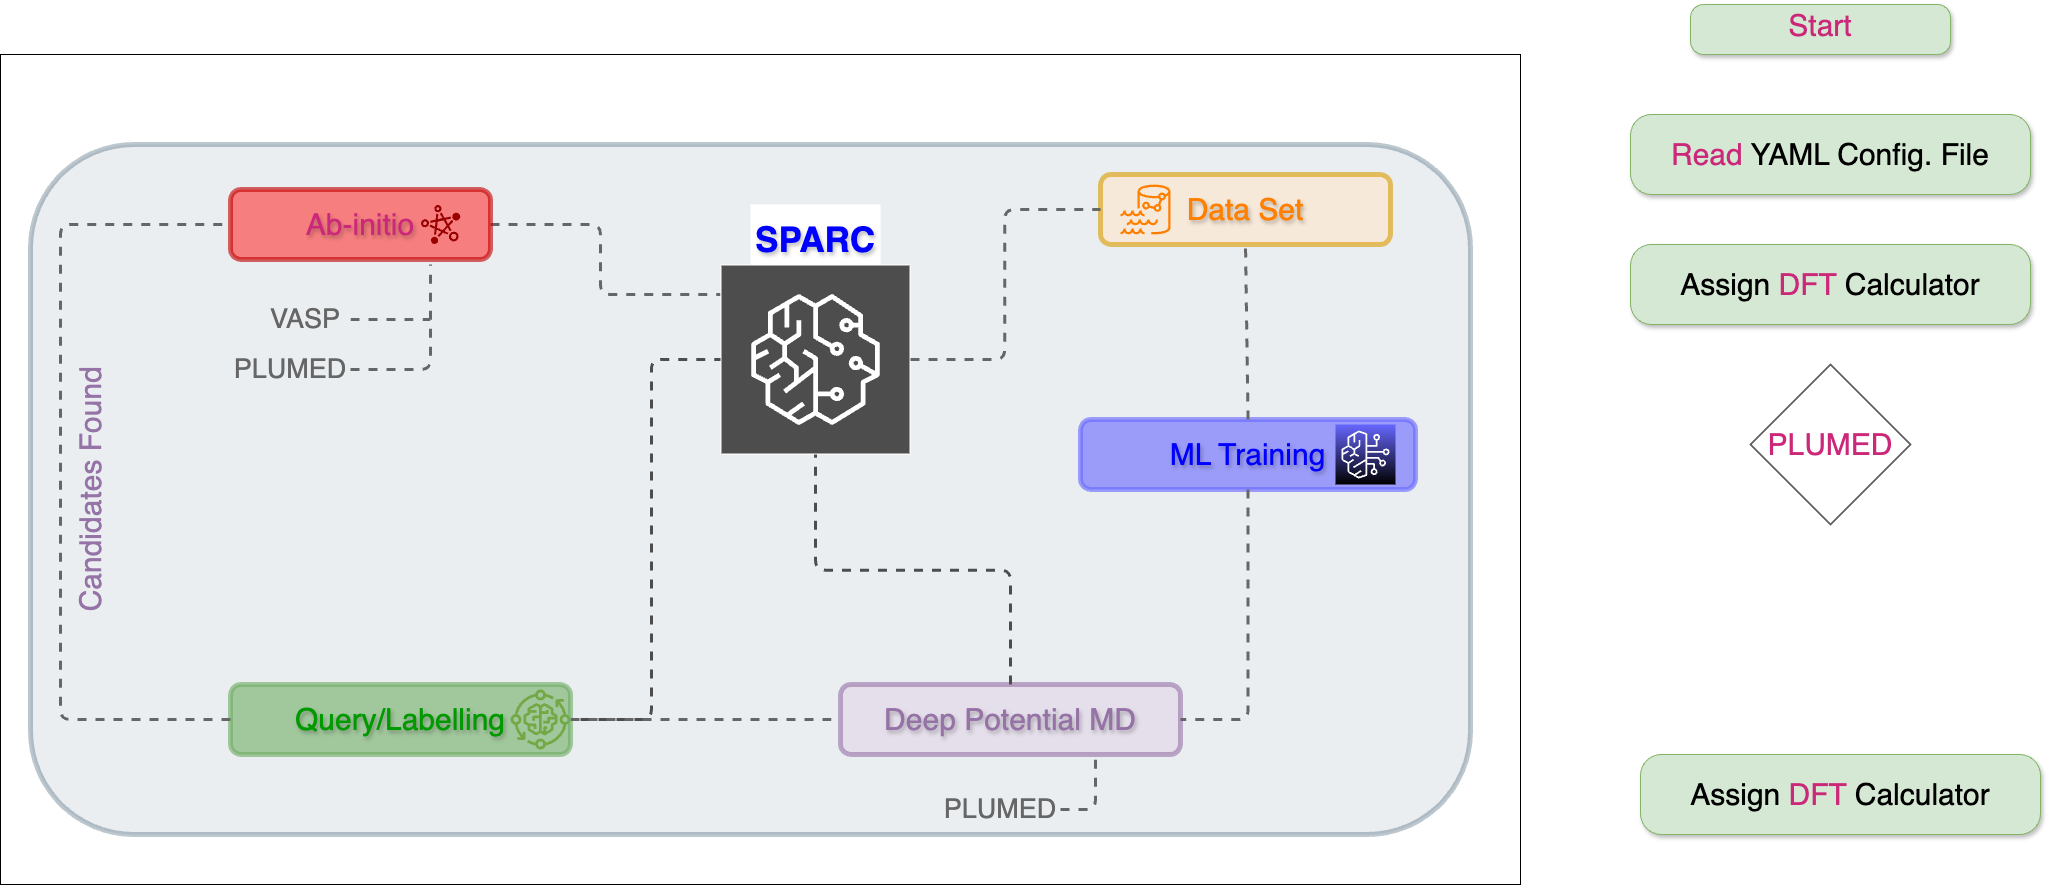 Ab-initio
VASP
PLUMED
Candidates Found
SPARC
Data Set
ML Training
Query/Labelling
Deep Potential MD
PLUMED
Start
Read YAML Config. File
Assign DFT Calculator
PLUMED
Assign DFT Calculator